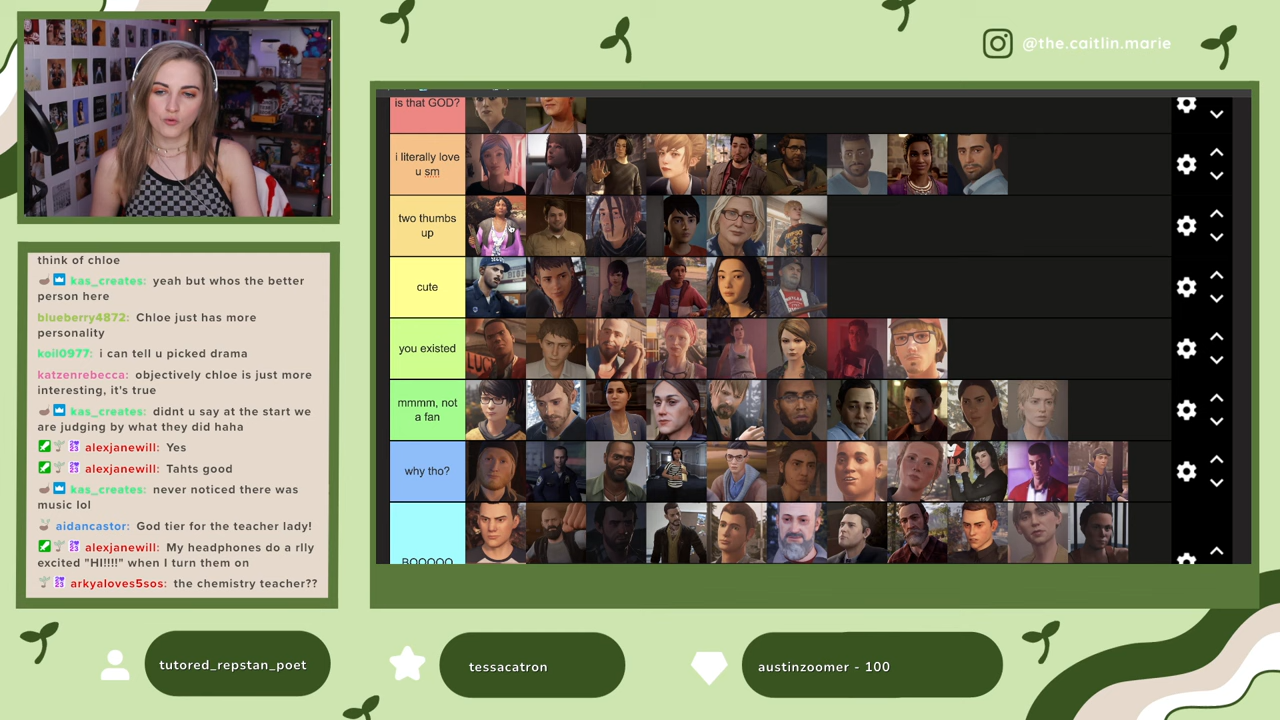 @the.caitlin.marie
is that GOD?
i literally love
u sm
two thumbs
up
cute
you existed
mmmm, not
a fan
why tho?
BOOOOO
think of chloe
kas_creates: yeah but whos the better
person here
blueberry4872: Chloe just has more
personality
koil0977: i can tell u picked drama
katzenrebecca: objectively chloe is just more
interesting, it's true
kas_creates: didnt u say at the start we
are judging by what they did haha
alexjanewill: Yes
alexjanewill: Tahts good
kas_creates: never noticed there was
music lol
aidancastor: God tier for the teacher lady!
alexjanewill: My headphones do a rlly
excited "HI!!!!" when I turn them on
arkyaloves5sos: the chemistry teacher??
tutored_repstan_poet
tessacatron
austinzoomer - 100